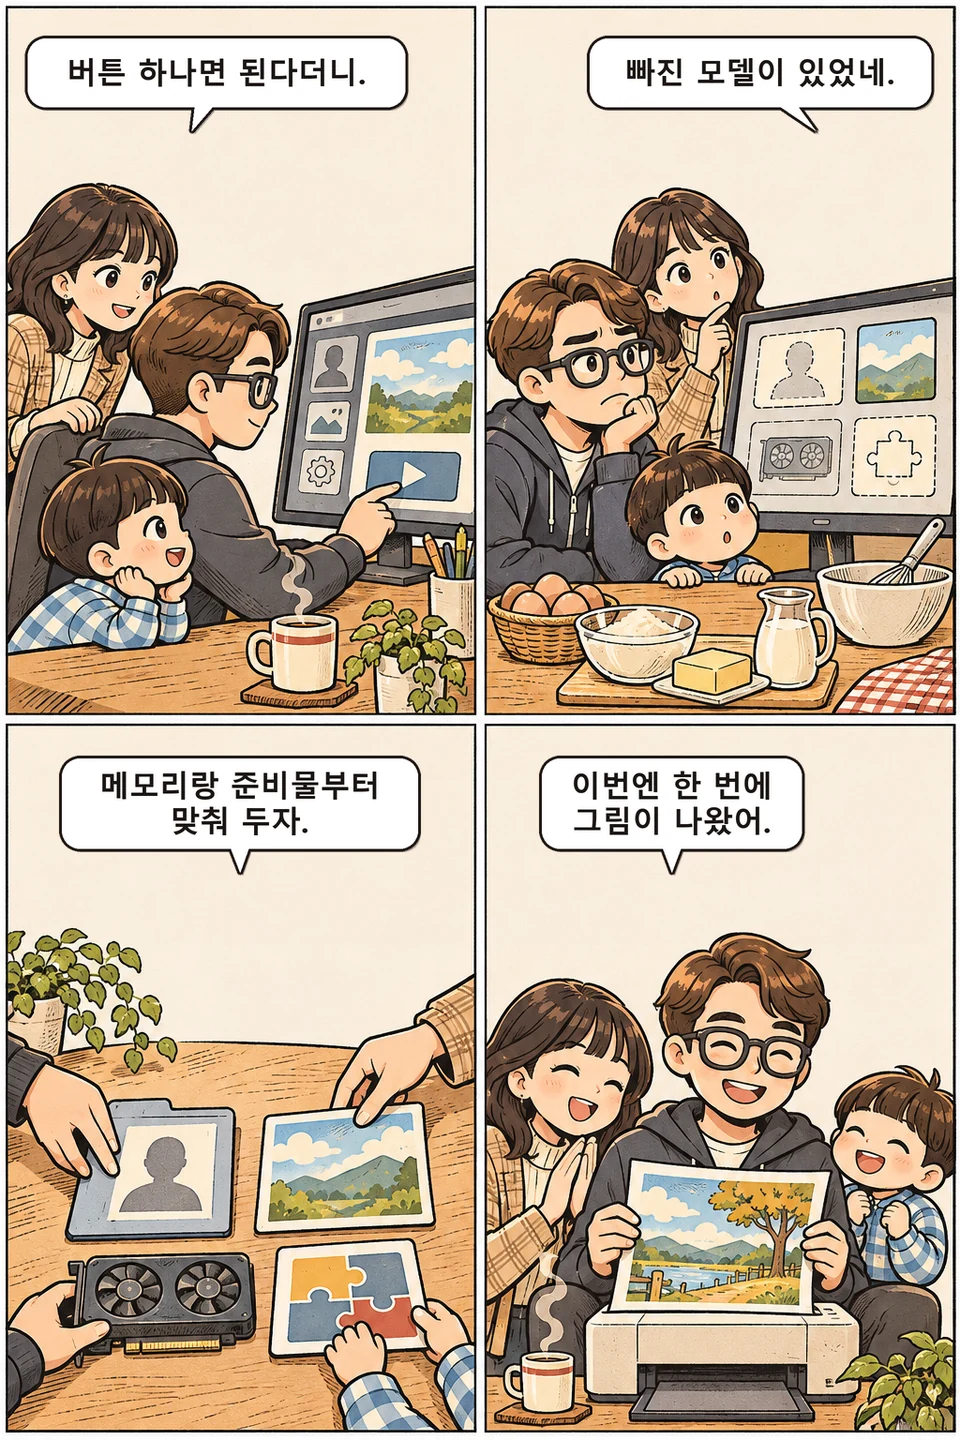 버튼 하나면 된다더니.
빠진 모델이 있었네.
메모리랑 준비물부터
맞춰 두자.
이번엔 한 번에
그림이 나왔어.